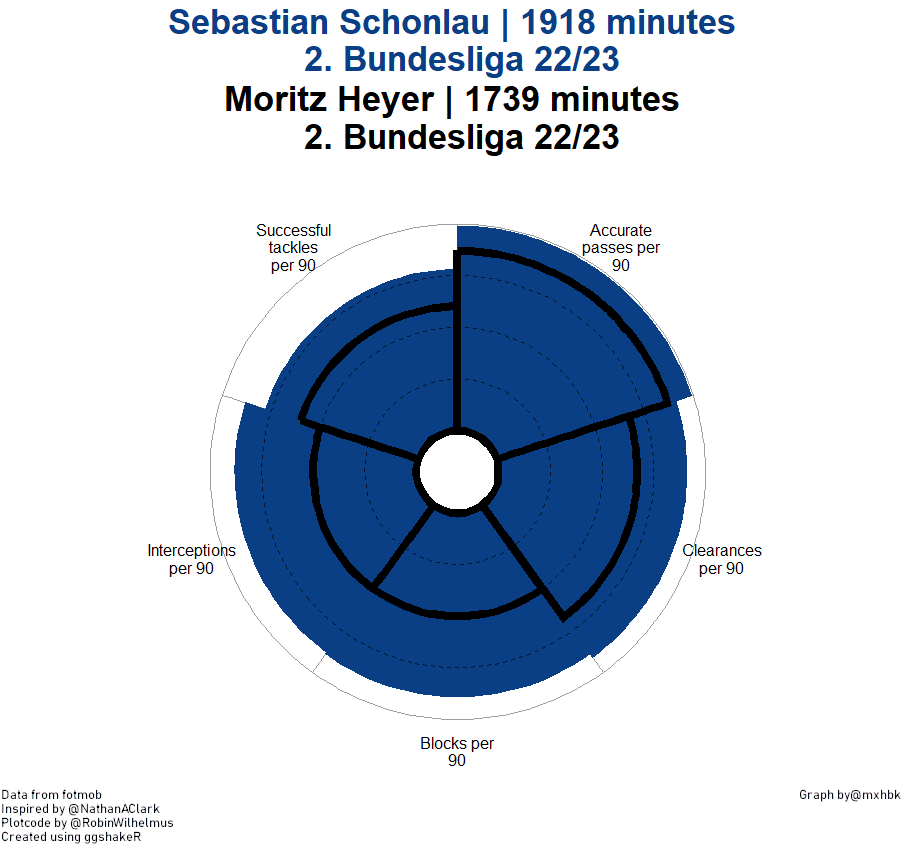 Sebastian Schonlau | 1918 minutes
2. Bundesliga 22/23
Moritz Heyer | 1739 minutes
2. Bundesliga 22/23
Successful
tackles
per 90
Accurate
passes per
90
Interceptions
per 90
Clearances
per 90
Blocks per
90
Data from fotmob
Inspired by @NathanAClark
Plotcode by @RobinWilhelmus
Created using ggshakeR
Graph by@mxhbk